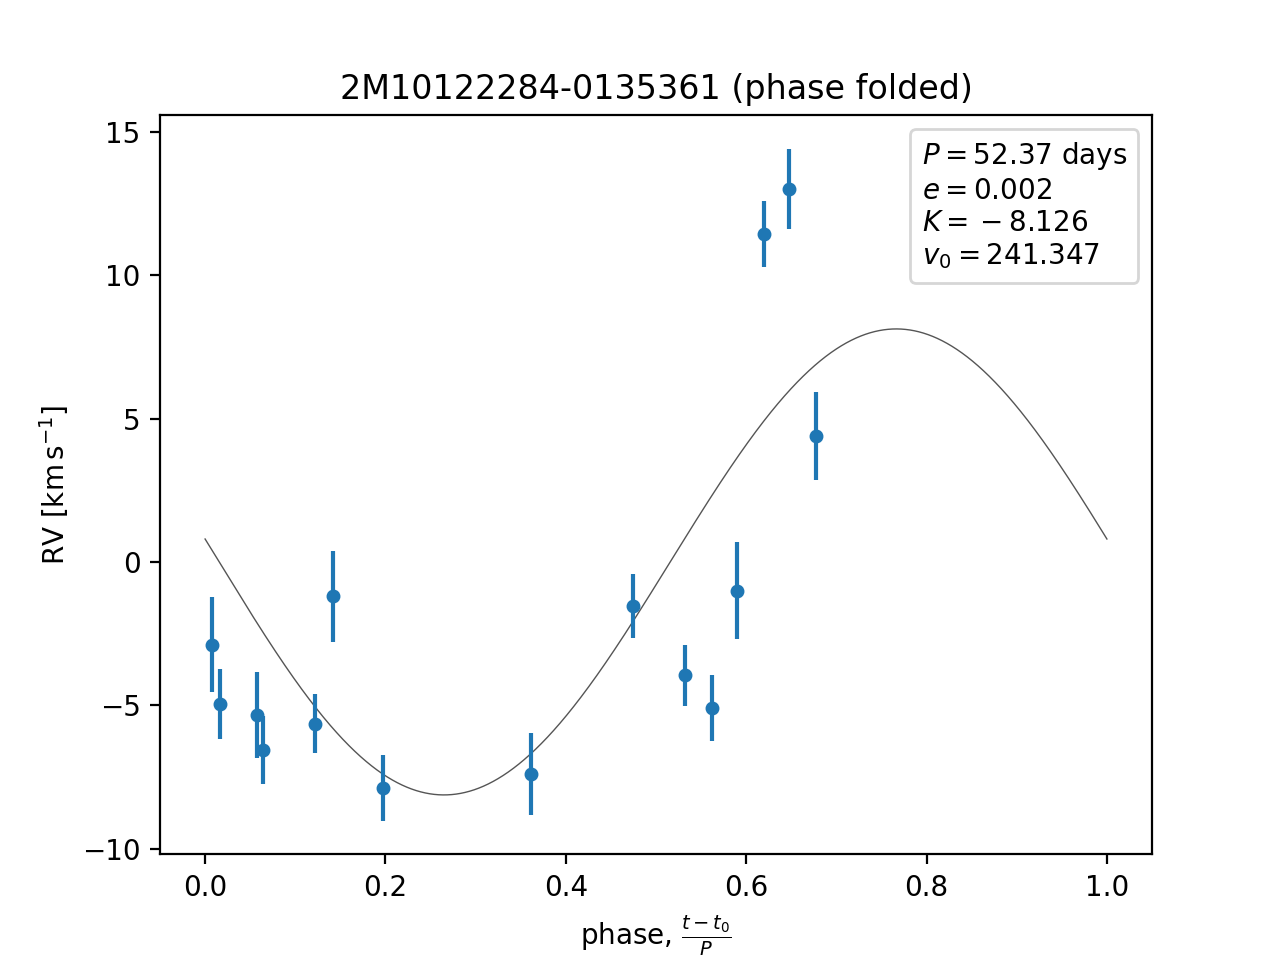 2M10122284-0135361 (phase folded)
P = 52.37 days
e = 0.002
K = −8.126
v₀ = 241.347
15
10
5
0
−5
−10
RV [km s⁻¹]
0.0 0.2 0.4 0.6 0.8 1.0
phase, (t − t₀)/P